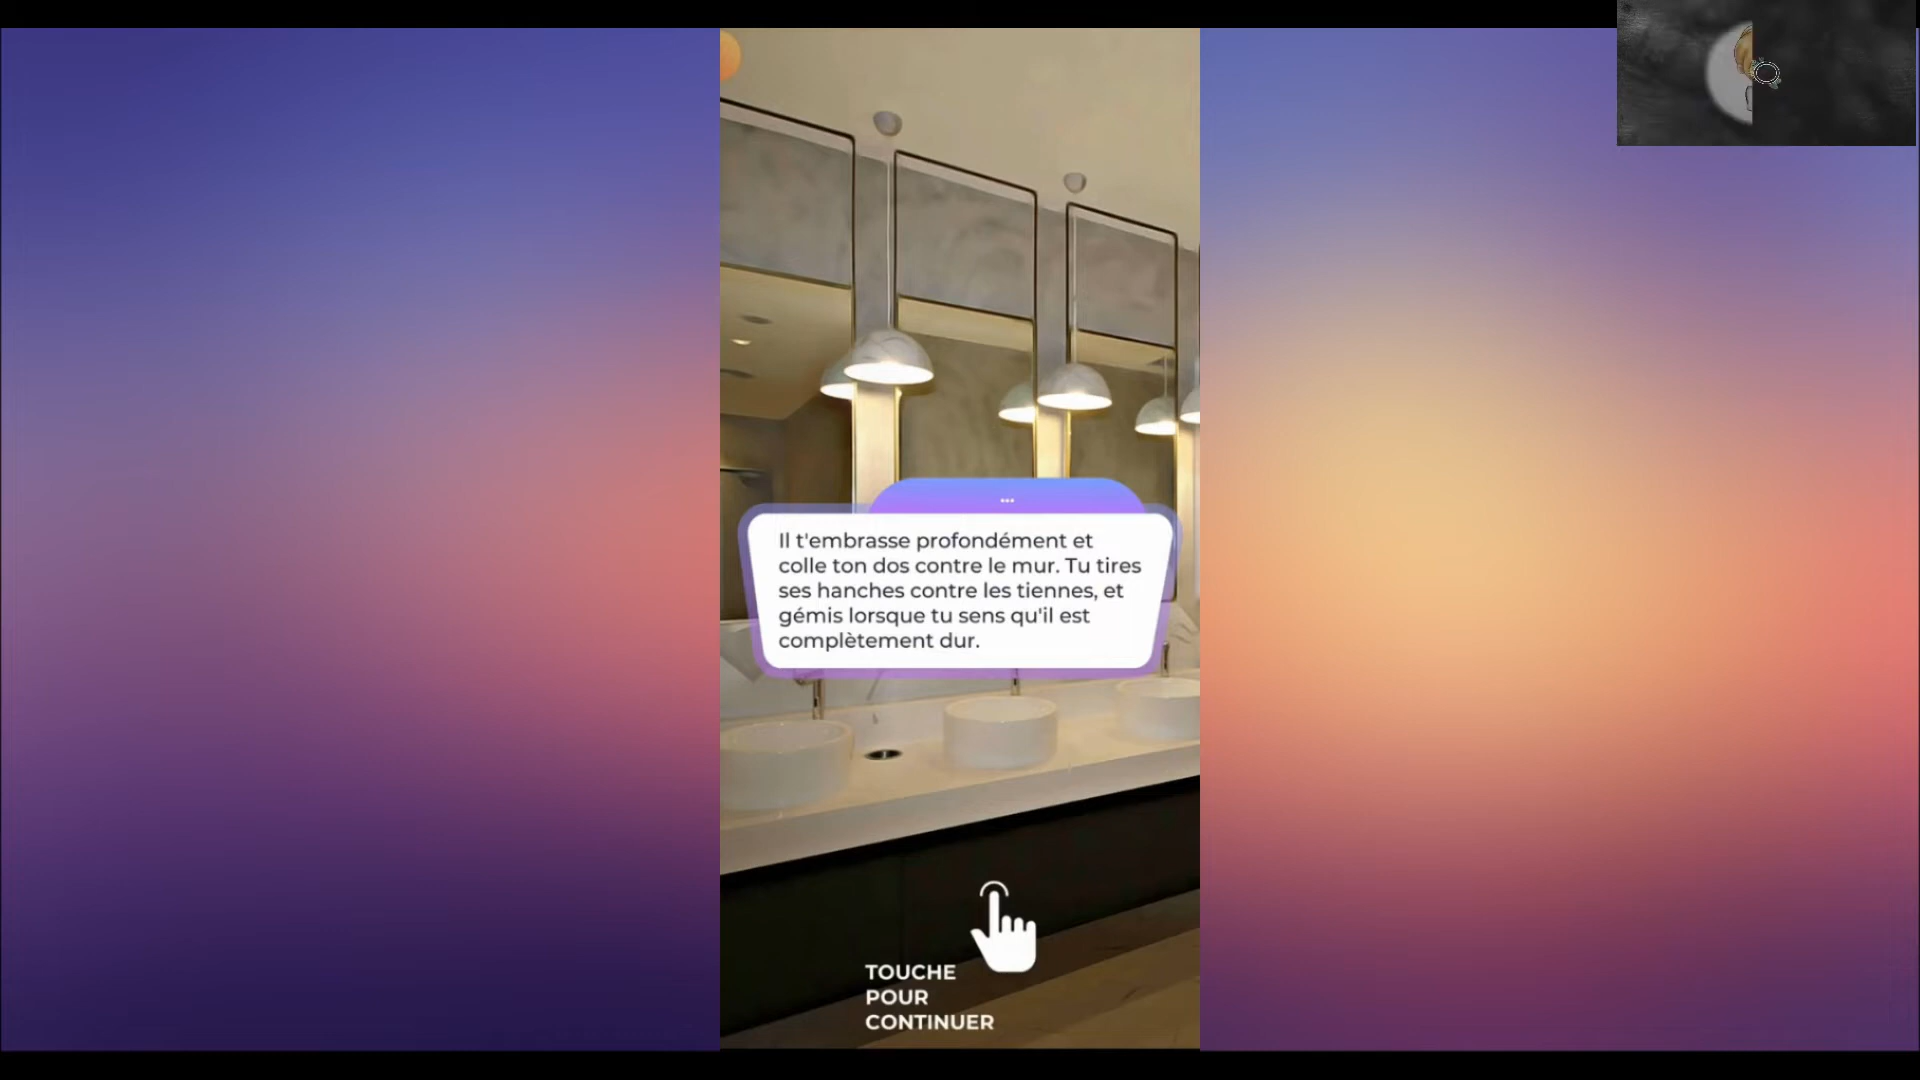 ...
Il t'embrasse profondément et
colle ton dos contre le mur. Tu tires
ses hanches contre les tiennes, et
gémis lorsque tu sens qu'il est
complètement dur.
TOUCHE
POUR
CONTINUER